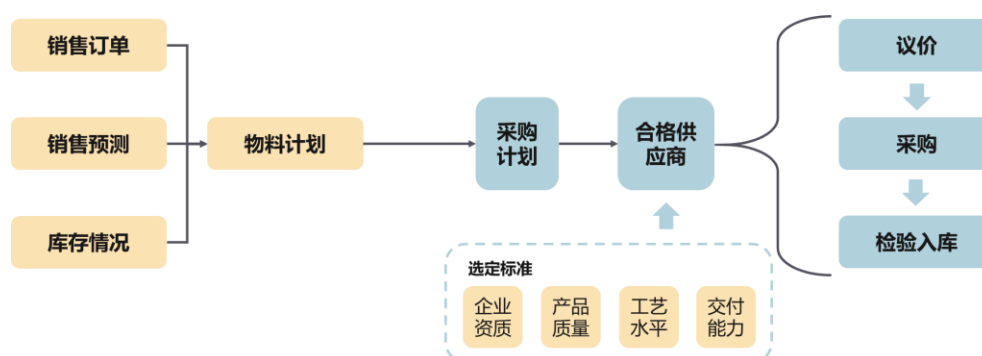 销售订单
销售预测
库存情况
物料计划
采购
计划
合格供
应商
选定标准
企业
资质
产品
质量
工艺
水平
交付
能力
议价
采购
检验入库